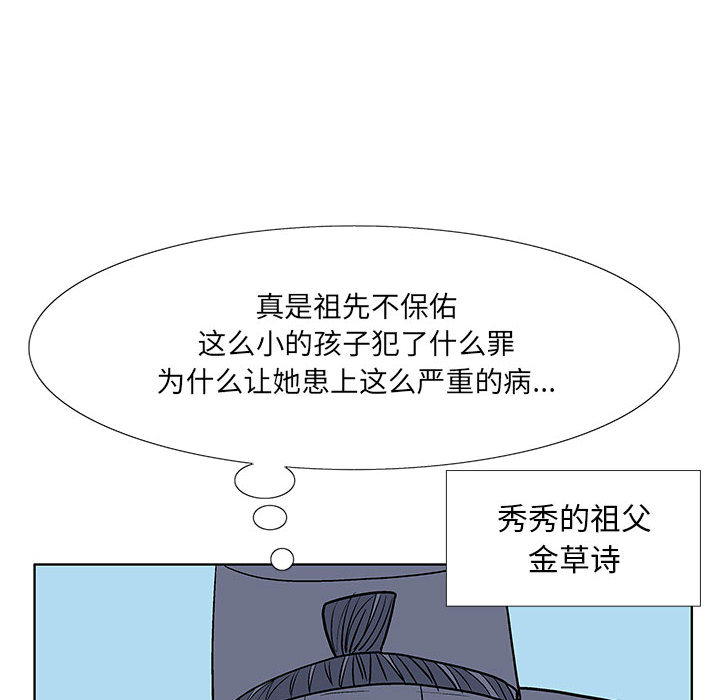 真是祖先不保佑
这么小的孩子犯了什么罪
为什么让她患上这么严重的病...
秀秀的祖父
金草诗